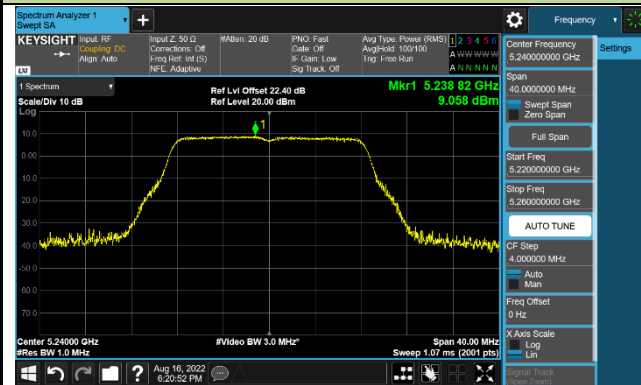 Spectrum Analyzer 1
Swept SA
Frequency
KEYSIGHT
Input: RF
Coupling: DC
Align: Auto
LXI
Input Z: 50 Ω
Corrections: Off
Freq Ref: Int (S)
NFE: Adaptive
#Atten: 20 dB
PNO: Fast
Gate: Off
IF Gain: Low
Sig Track: Off
Avg Type: Power (RMS)
Avg|Hold: 100/100
Trig: Free Run
1 2 3 4 5 6
A W W W W W
A N N N N N
Center Frequency
5.240000000 GHz
Settings
1 Spectrum
Scale/Div 10 dB
Log
Ref Lvl Offset 22.40 dB
Ref Level 20.00 dBm
Mkr1 5.238 82 GHz
9.058 dBm
Span
40.0000000 MHz
Swept Span
Zero Span
Full Span
Start Freq
5.220000000 GHz
Stop Freq
5.260000000 GHz
AUTO TUNE
CF Step
4.000000 MHz
Auto
Man
Freq Offset
0 Hz
X Axis Scale
Log
Lin
Signal Track
(Span Zoom)
1
10.0
0.00
-10.0
-20.0
-30.0
-40.0
-50.0
-60.0
-70.0
Center 5.24000 GHz
#Res BW 1.0 MHz
#Video BW 3.0 MHz*
Span 40.00 MHz
Sweep 1.07 ms (2001 pts)
?
Aug 16, 2022
6:20:52 PM